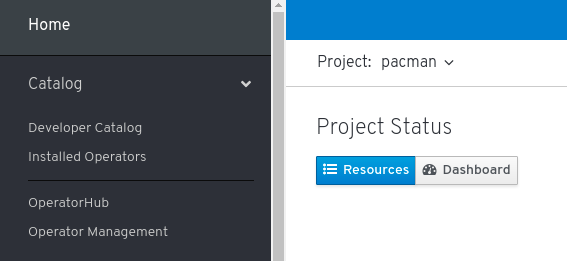 Home
Catalog
Developer Catalog
Installed Operators
OperatorHub
Operator Management
Project: pacman
Project Status
Resources Dashboard